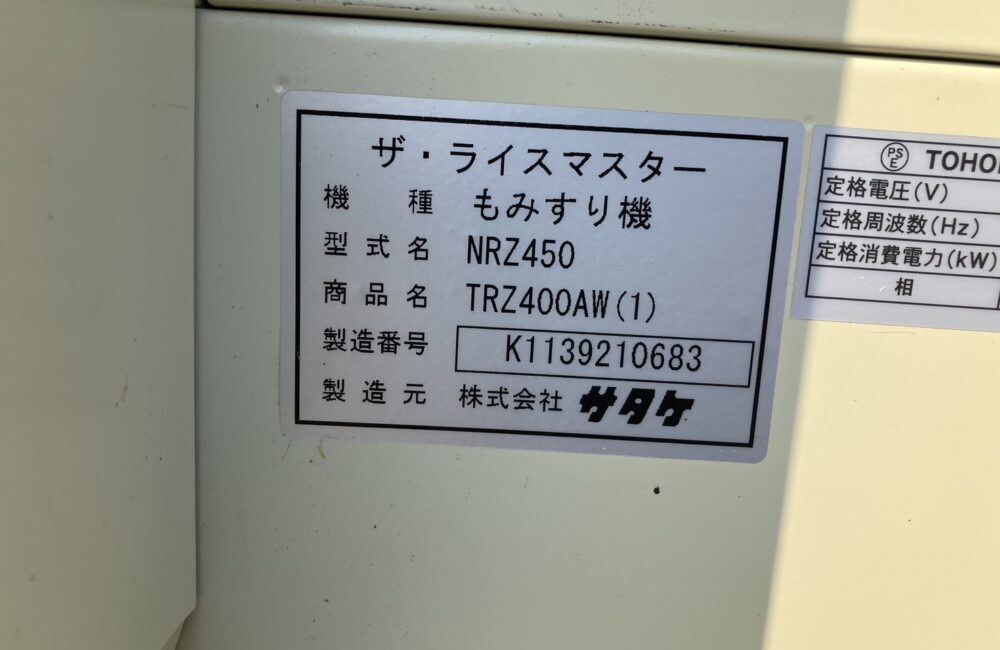 ザ・ライスマスター
機種 もみすり機
型式名 NRZ450
商品名 TRZ400AW(1)
製造番号 K1139210683
製造元 株式会社 サタケ
PSE TOHO
定格電圧(V)
定格周波数(Hz)
定格消費電力(kW)
相